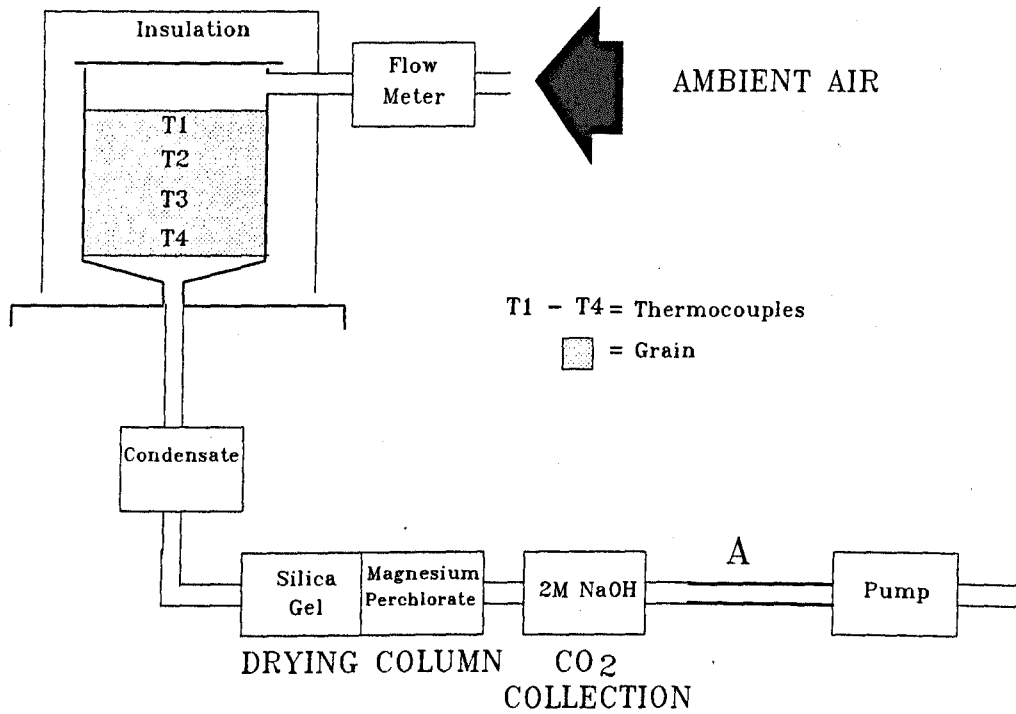 Insulation
Flow
Meter
AMBIENT AIR
T1
T2
T3
T4
T1 - T4 = Thermocouples
= Grain
Condensate
Silica
Gel
Magnesium
Perchlorate
2M NaOH
A
Pump
DRYING COLUMN
CO2
COLLECTION